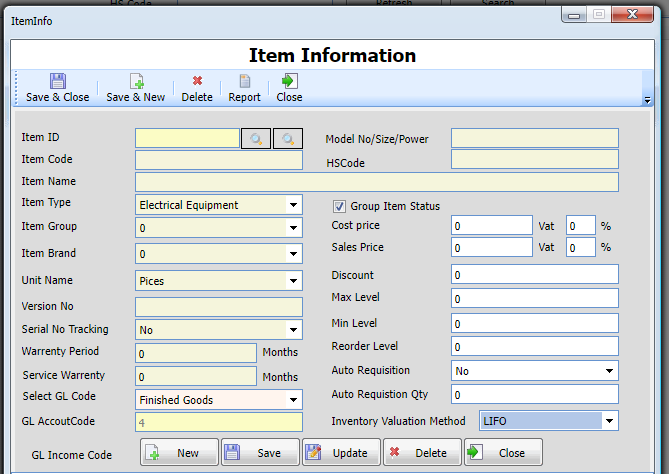 HS Code Refresh Search
ItemInfo
Item Information
Save & Close Save & New Delete Report Close
Item ID Model No/Size/Power
Item Code HSCode
Item Name
Item Type Electrical Equipment Group Item Status
Item Group 0 Cost price 0 Vat 0 %
Item Brand 0 Sales Price 0 Vat 0 %
Unit Name Pices Discount 0
Version No Max Level 0
Serial No Tracking No Min Level 0
Warrenty Period 0 Months Reorder Level 0
Service Warrenty 0 Months Auto Requisition No
Select GL Code Finished Goods Auto Requistion Qty 0
GL AccoutCode 4 Inventory Valuation Method LIFO
GL Income Code New Save Update Delete Close